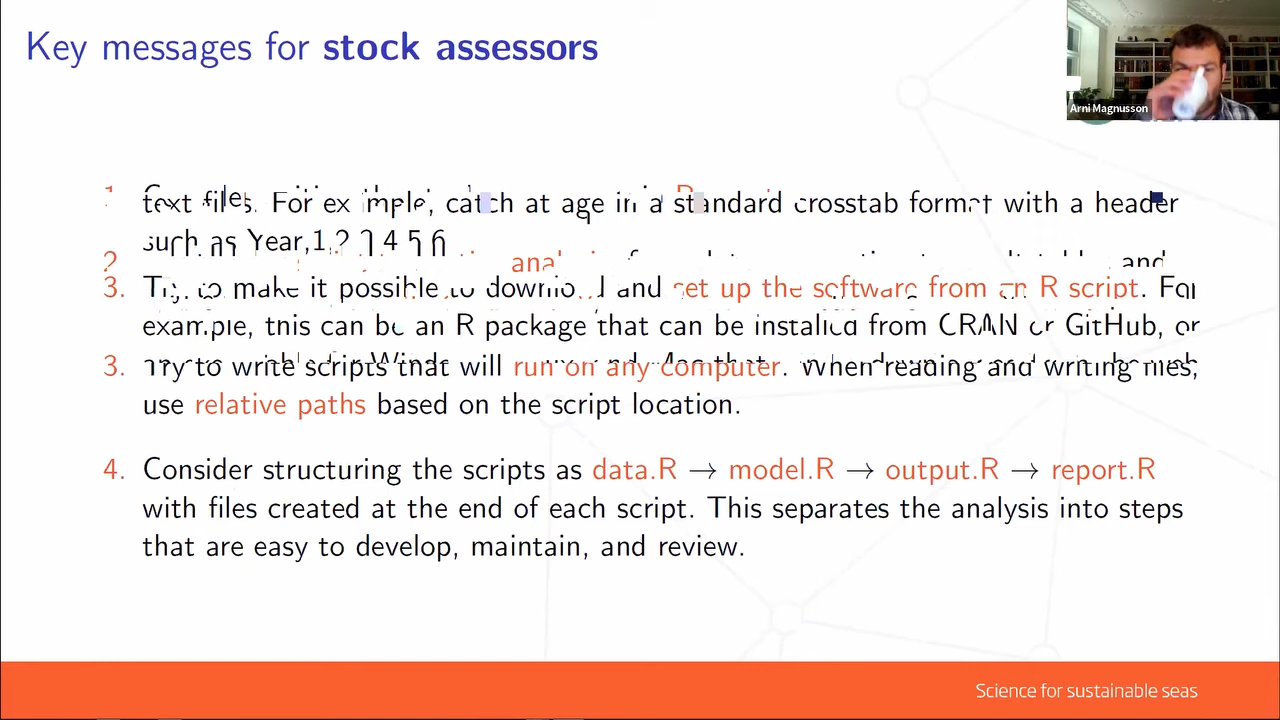 Key messages for stock assessors
Arni Magnusson
1.
text files. For example, catch at age in a standard crosstab format with a header
such as Year,1 2 3 4 5 6
2
3. Try to make it possible to download and set up the software from an R script. For
example, this can be an R package that can be installed from CRAN or GitHub, or
3. Try to write scripts that will run on any computer. When reading and writing files,
use relative paths based on the script location.
4. Consider structuring the scripts as data.R → model.R → output.R → report.R
with files created at the end of each script. This separates the analysis into steps
that are easy to develop, maintain, and review.
Science for sustainable seas